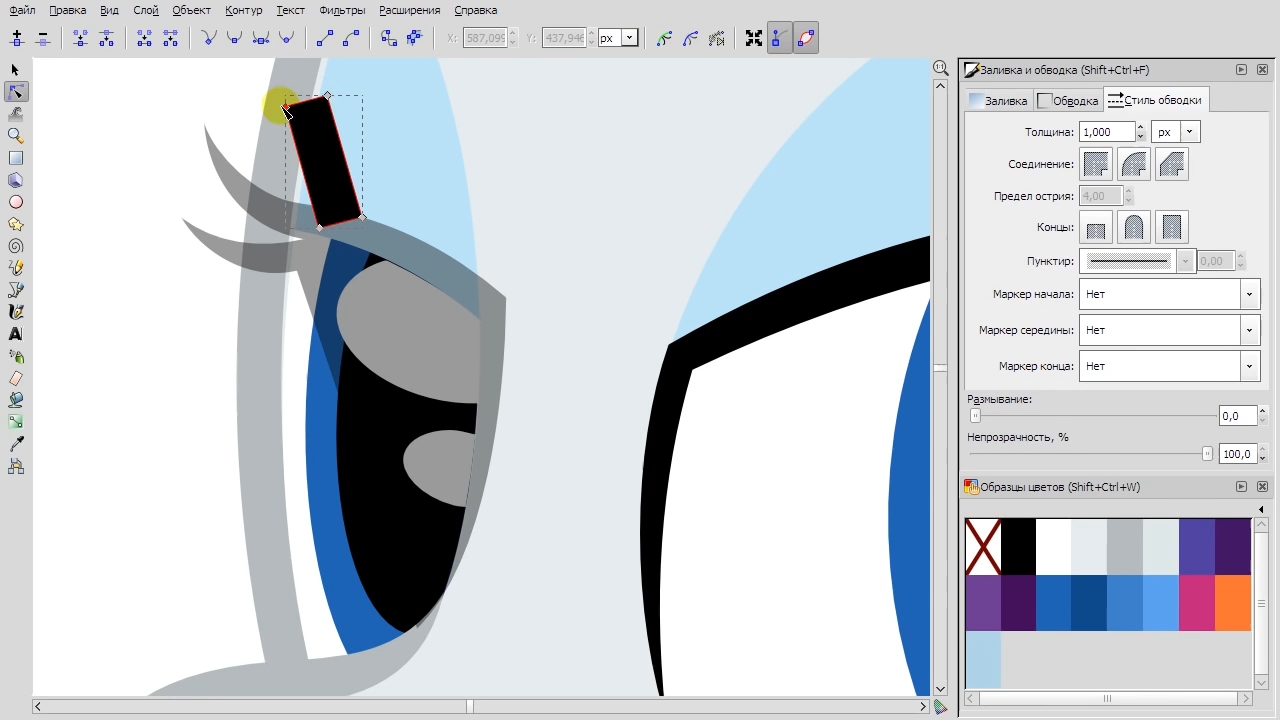 Файл Правка Вид Слой Объект Контур Текст Фильтры Расширения Справка
X: 587,099 Y: 437,946 px
Заливка и обводка (Shift+Ctrl+F)
Заливка Обводка Стиль обводки
Толщина: 1,000 px
Соединение:
Предел острия: 4,00
Концы:
Пунктир: 0,00
Маркер начала: Нет
Маркер середины: Нет
Маркер конца: Нет
Размывание:
0,0
Непрозрачность, %
100,0
Образцы цветов (Shift+Ctrl+W)